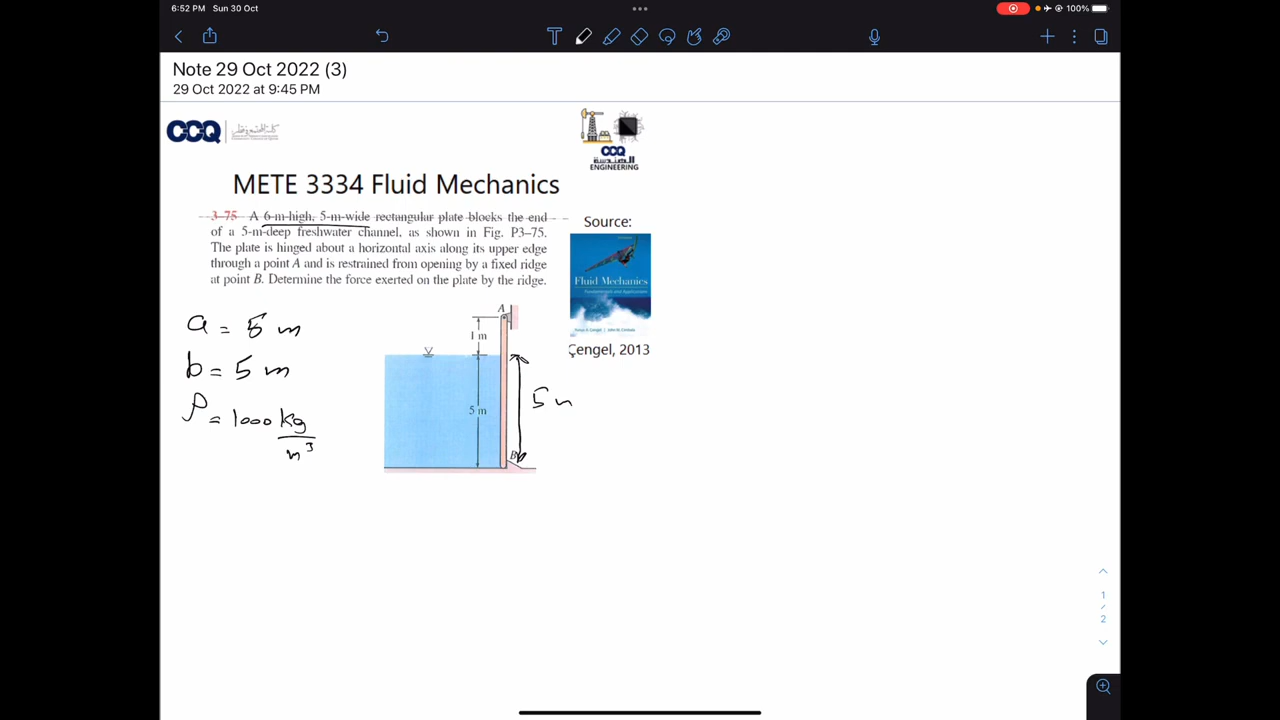 6:52 PM Sun 30 Oct
100%
Note 29 Oct 2022 (3)
29 Oct 2022 at 9:45 PM
CCQ
CCQ
الهندسة
ENGINEERING
METE 3334 Fluid Mechanics
3–75 A 6-m-high, 5-m-wide rectangular plate blocks the end
of a 5-m-deep freshwater channel, as shown in Fig. P3–75.
The plate is hinged about a horizontal axis along its upper edge
through a point A and is restrained from opening by a fixed ridge
at point B. Determine the force exerted on the plate by the ridge.
Source:
Fluid Mechanics
Çengel, 2013
a = 5 m
b = 5 m
ρ = 1000 kg
m³
A
1 m
5 m
B
5 m
1
/
2